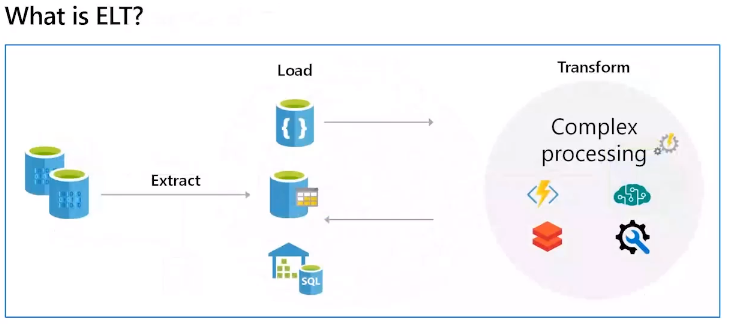 What is ELT?
Load
Transform
{ }
Complex
processing
Extract
SQL